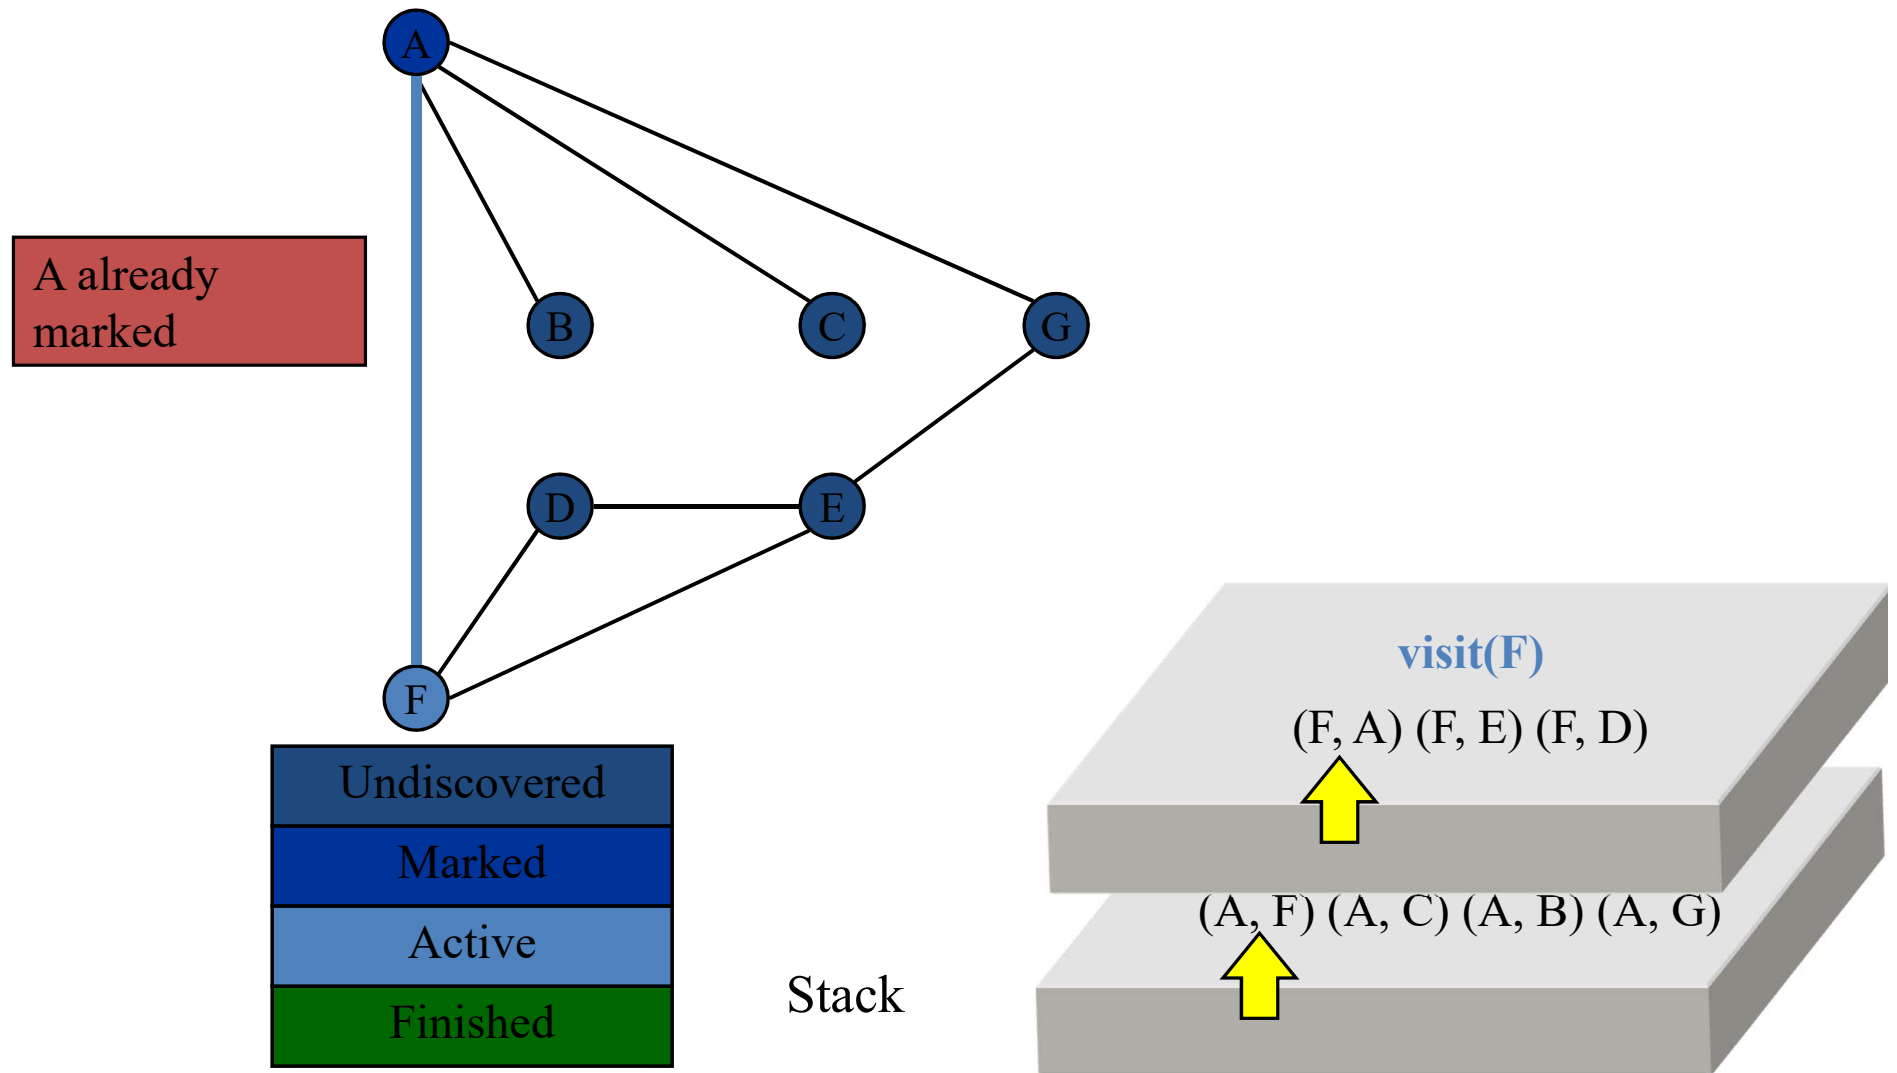 A
A already
marked
B
C
G
D
E
F
visit(F)
(F, A) (F, E) (F, D)
Undiscovered
Marked
Active
Finished
(A, F) (A, C) (A, B) (A, G)
Stack